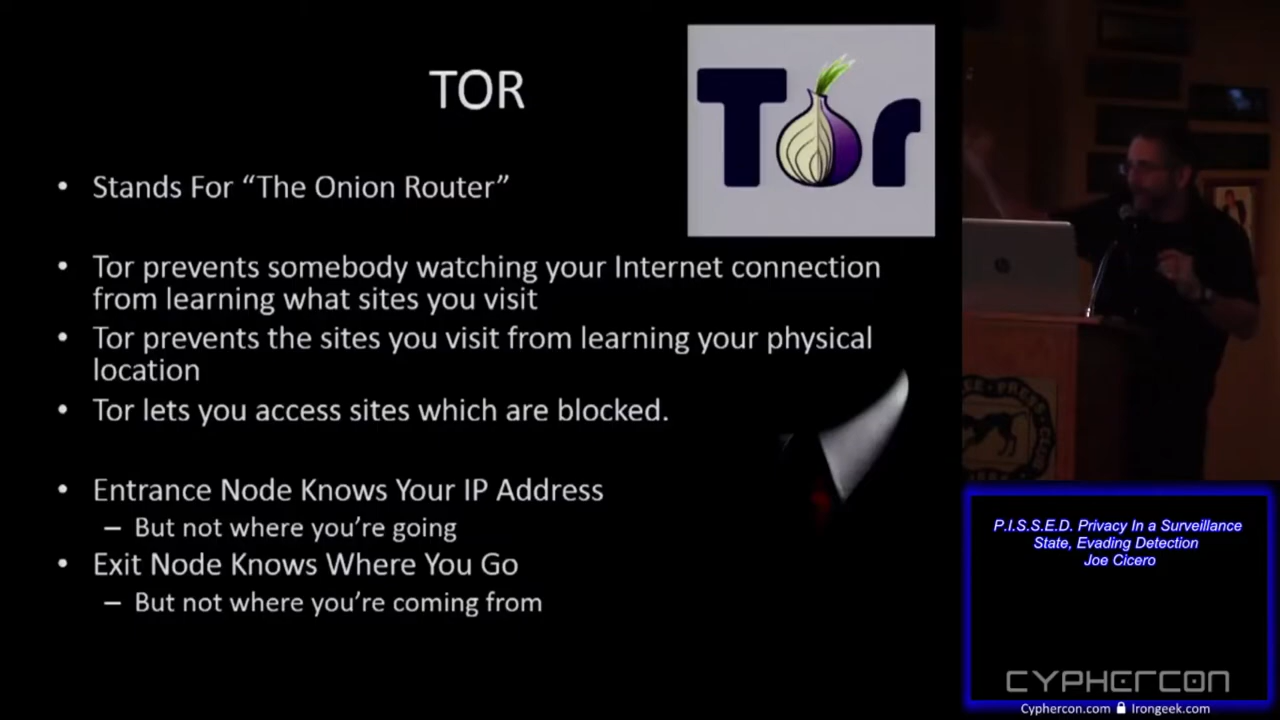 TOR
Tor
• Stands For “The Onion Router”
• Tor prevents somebody watching your Internet connection
from learning what sites you visit
• Tor prevents the sites you visit from learning your physical
location
• Tor lets you access sites which are blocked.
• Entrance Node Knows Your IP Address
– But not where you’re going
• Exit Node Knows Where You Go
– But not where you’re coming from
PRESS CLUB
P.I.S.S.E.D. Privacy In a Surveillance
State, Evading Detection
Joe Cicero
CYPHERCON
Cyphercon.com Irongeek.com